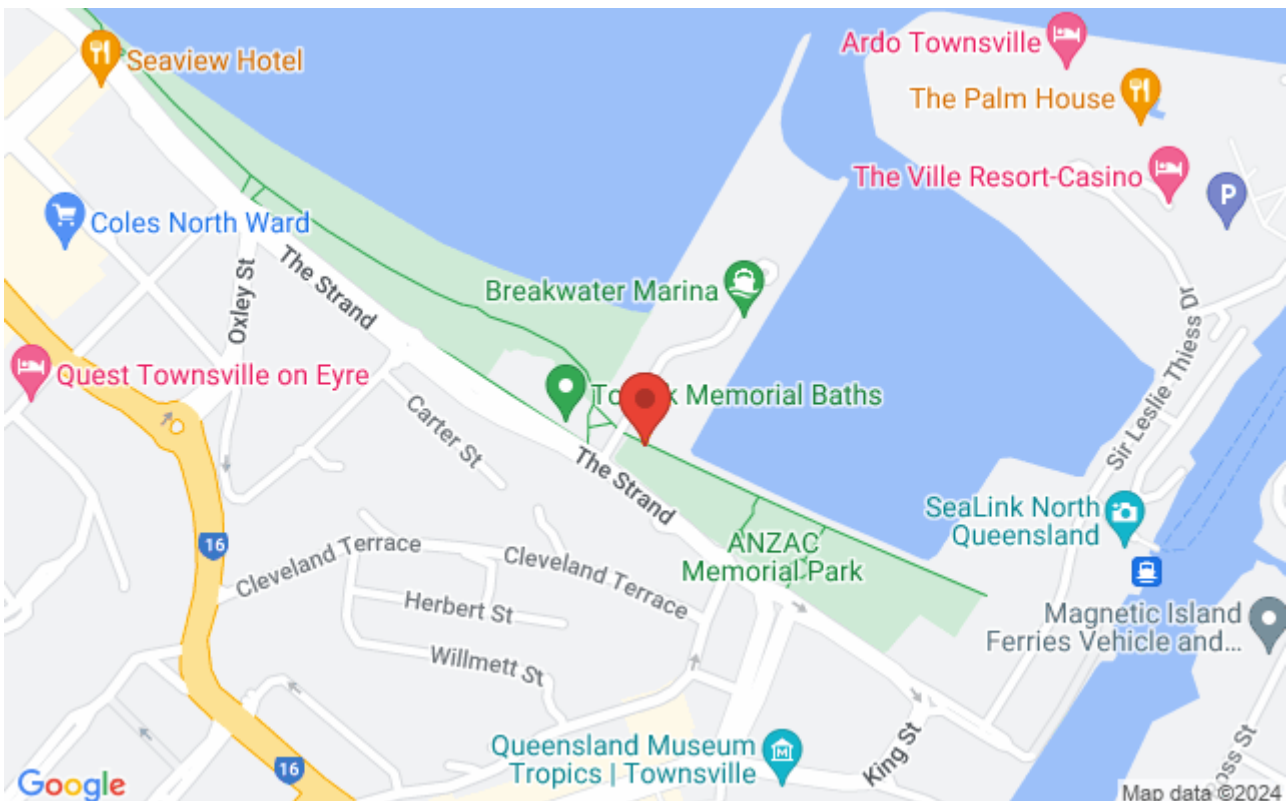 Ardo Townsville
Seaview Hotel
The Palm House
The Ville Resort-Casino
P
Coles North Ward
Oxley St
The Strand
Breakwater Marina
Sir Leslie Thiess Dr
Quest Townsville on Eyre
Memorial Baths
Carter St
The Strand
SeaLink North
Queensland
16
ANZAC
Memorial Park
Cleveland Terrace
Cleveland Terrace
Herbert St
Magnetic Island
Ferries Vehicle and...
Willmett St
Queensland Museum
Tropics | Townsville
King St
16
oss St
Google
Map data ©2024